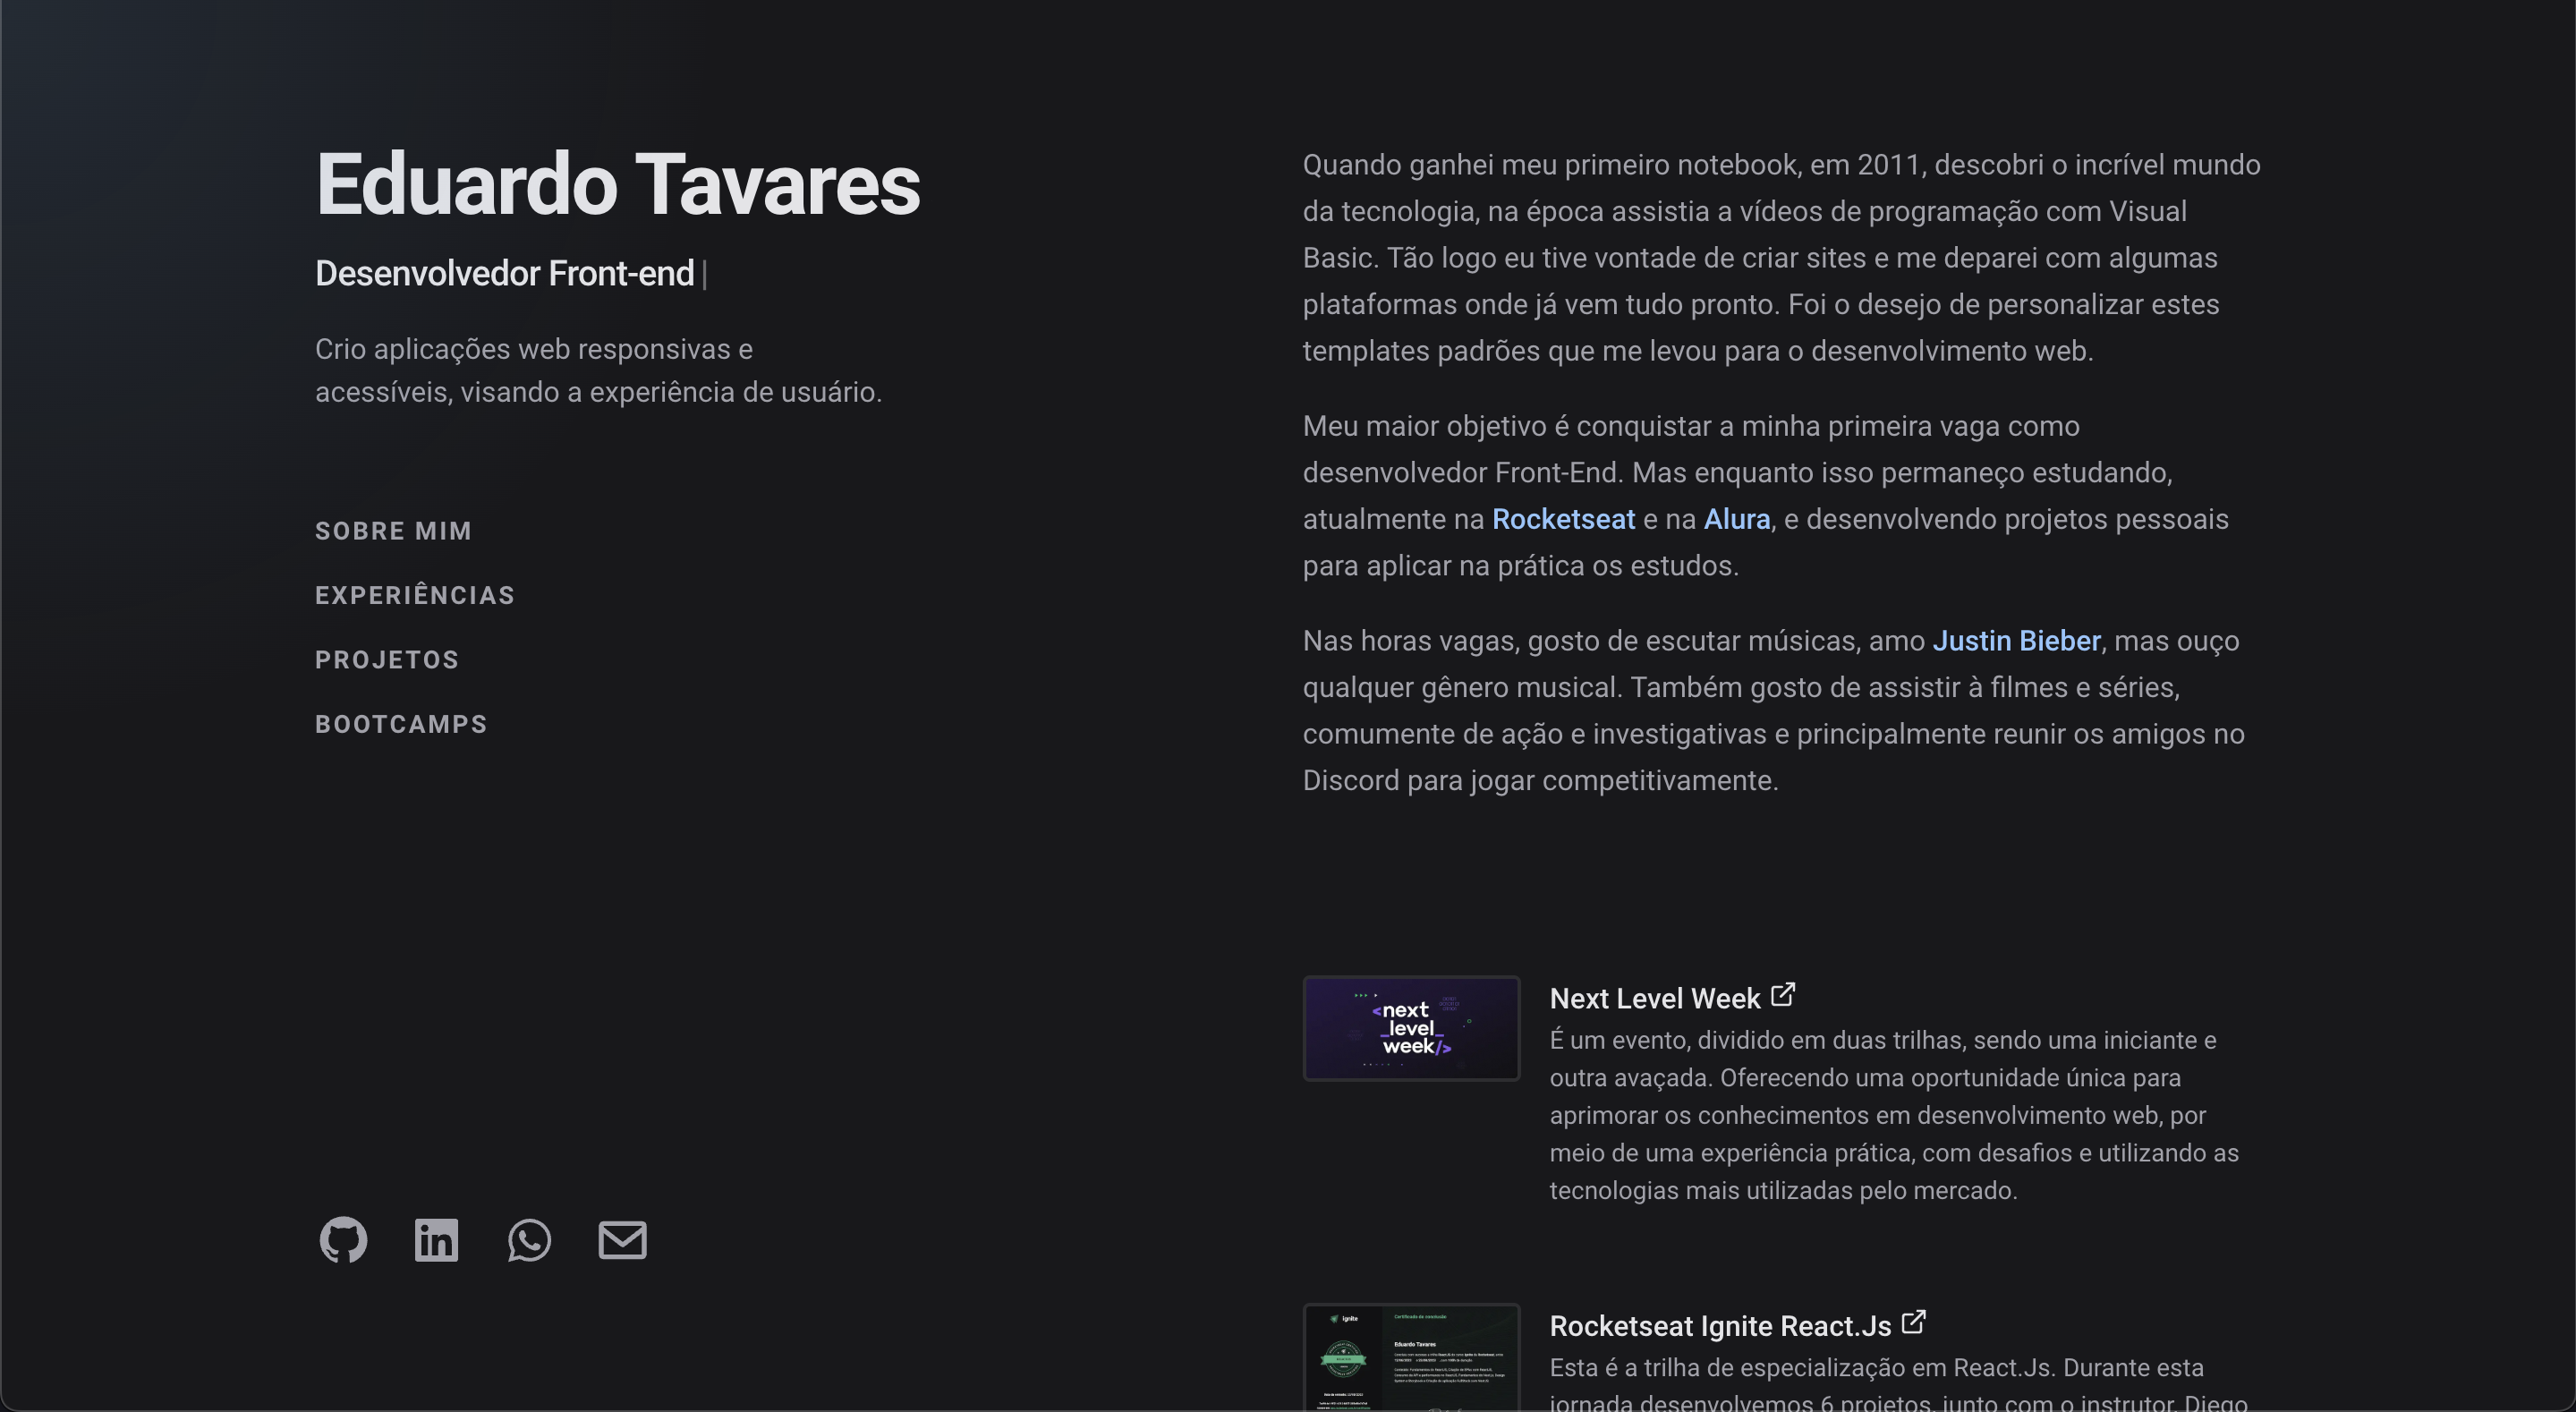 Eduardo Tavares
Desenvolvedor Front-end
Crio aplicações web responsivas e
acessíveis, visando a experiência de usuário.
SOBRE MIM
EXPERIÊNCIAS
PROJETOS
BOOTCAMPS
Quando ganhei meu primeiro notebook, em 2011, descobri o incrível mundo
da tecnologia, na época assistia a vídeos de programação com Visual
Basic. Tão logo eu tive vontade de criar sites e me deparei com algumas
plataformas onde já vem tudo pronto. Foi o desejo de personalizar estes
templates padrões que me levou para o desenvolvimento web.
Meu maior objetivo é conquistar a minha primeira vaga como
desenvolvedor Front-End. Mas enquanto isso permaneço estudando,
atualmente na Rocketseat e na Alura, e desenvolvendo projetos pessoais
para aplicar na prática os estudos.
Nas horas vagas, gosto de escutar músicas, amo Justin Bieber, mas ouço
qualquer gênero musical. Também gosto de assistir à filmes e séries,
comumente de ação e investigativas e principalmente reunir os amigos no
Discord para jogar competitivamente.
<next
_level_
week/>
Next Level Week
É um evento, dividido em duas trilhas, sendo uma iniciante e
outra avaçada. Oferecendo uma oportunidade única para
aprimorar os conhecimentos em desenvolvimento web, por
meio de uma experiência prática, com desafios e utilizando as
tecnologias mais utilizadas pelo mercado.
ignite
Certificado de conclusão
Eduardo Tavares
Rocketseat Ignite React.Js
Esta é a trilha de especialização em React.Js. Durante esta
jornada desenvolvemos 6 projetos, junto com o instrutor, Diego